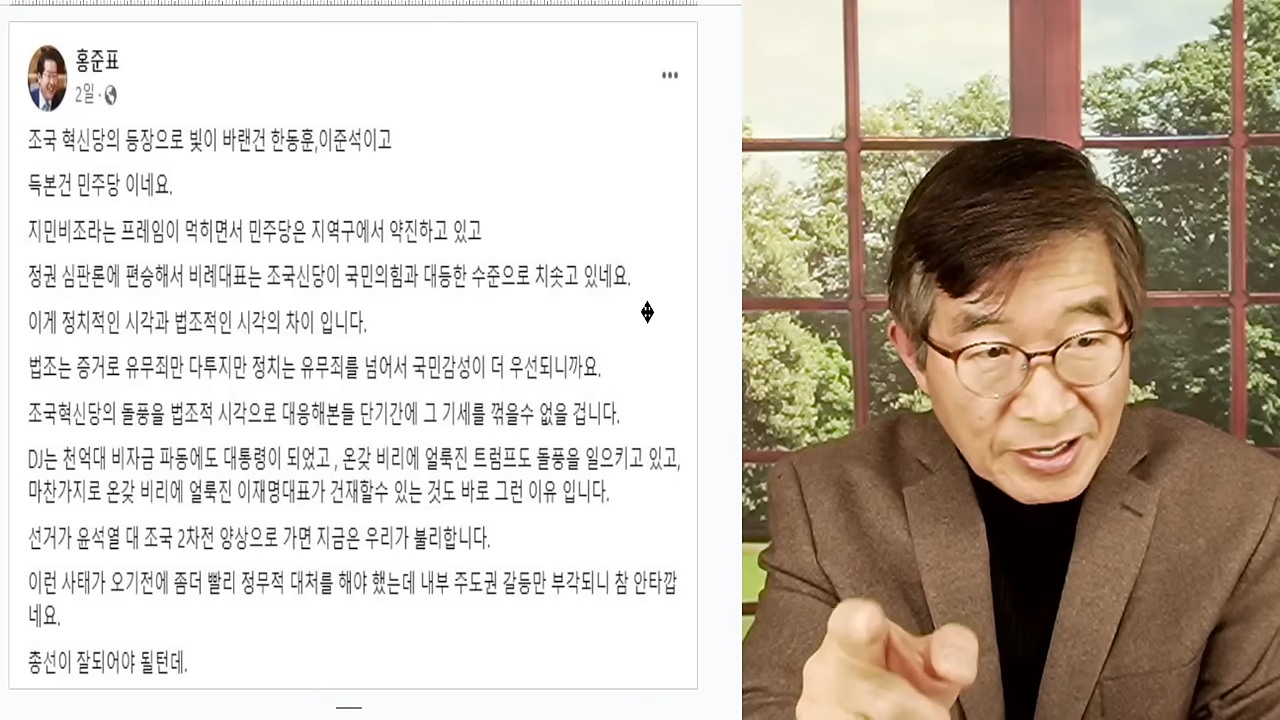 홍준표
2일 ·
조국 혁신당의 등장으로 빛이 바랜건 한동훈,이준석이고
득본건 민주당 이네요.
지민비조라는 프레임이 먹히면서 민주당은 지역구에서 약진하고 있고
정권 심판론에 편승해서 비례대표는 조국신당이 국민의힘과 대등한 수준으로 치솟고 있네요.
이게 정치적인 시각과 법조적인 시각의 차이 입니다.
법조는 증거로 유무죄만 다투지만 정치는 유무죄를 넘어서 국민감성이 더 우선되니까요.
조국혁신당의 돌풍을 법조적 시각으로 대응해본들 단기간에 그 기세를 꺾을수 없을 겁니다.
DJ는 천억대 비자금 파동에도 대통령이 되었고 , 온갖 비리에 얼룩진 트럼프도 돌풍을 일으키고 있고,
마찬가지로 온갖 비리에 얼룩진 이재명대표가 건재할수 있는 것도 바로 그런 이유 입니다.
선거가 윤석열 대 조국 2차전 양상으로 가면 지금은 우리가 불리합니다.
이런 사태가 오기전에 좀더 빨리 정무적 대처를 해야 했는데 내부 주도권 갈등만 부각되니 참 안타깝
네요.
총선이 잘되어야 될턴데.